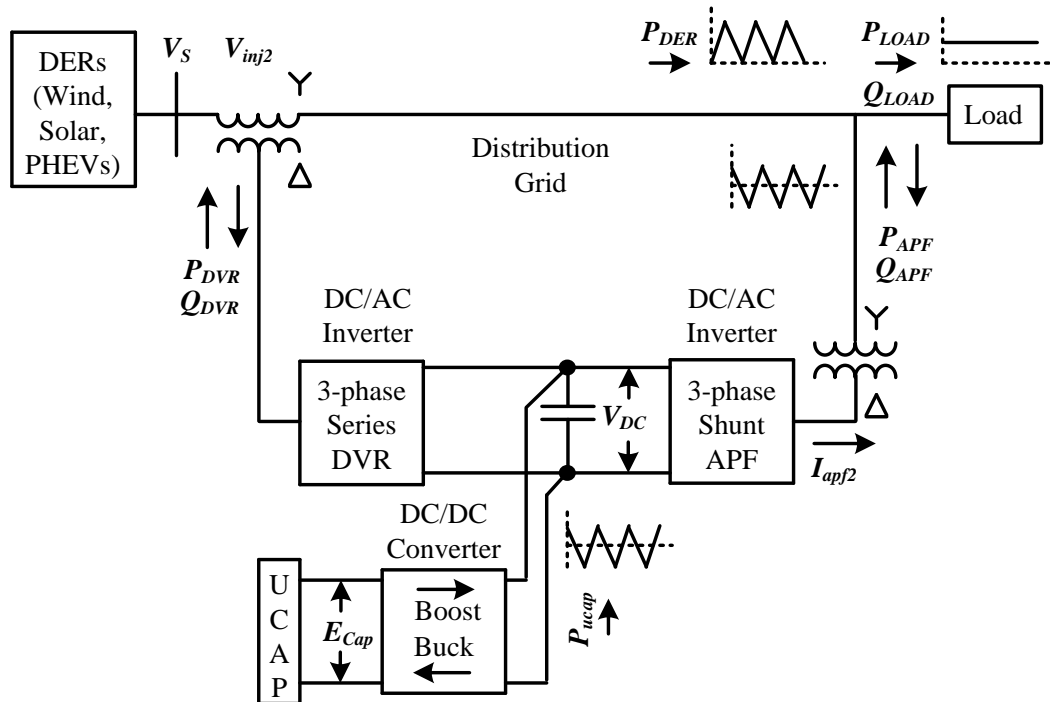 DERs
(Wind,
Solar,
PHEVs)
V_S
V_inj2
Y
Δ
P_DER
P_LOAD
Q_LOAD
Load
Distribution
Grid
P_DVR
Q_DVR
P_APF
Q_APF
DC/AC
Inverter
3-phase
Series
DVR
V_DC
DC/AC
Inverter
3-phase
Shunt
APF
Y
Δ
I_apf2
DC/DC
Converter
U
C
A
P
E_Cap
Boost
Buck
P_ucap